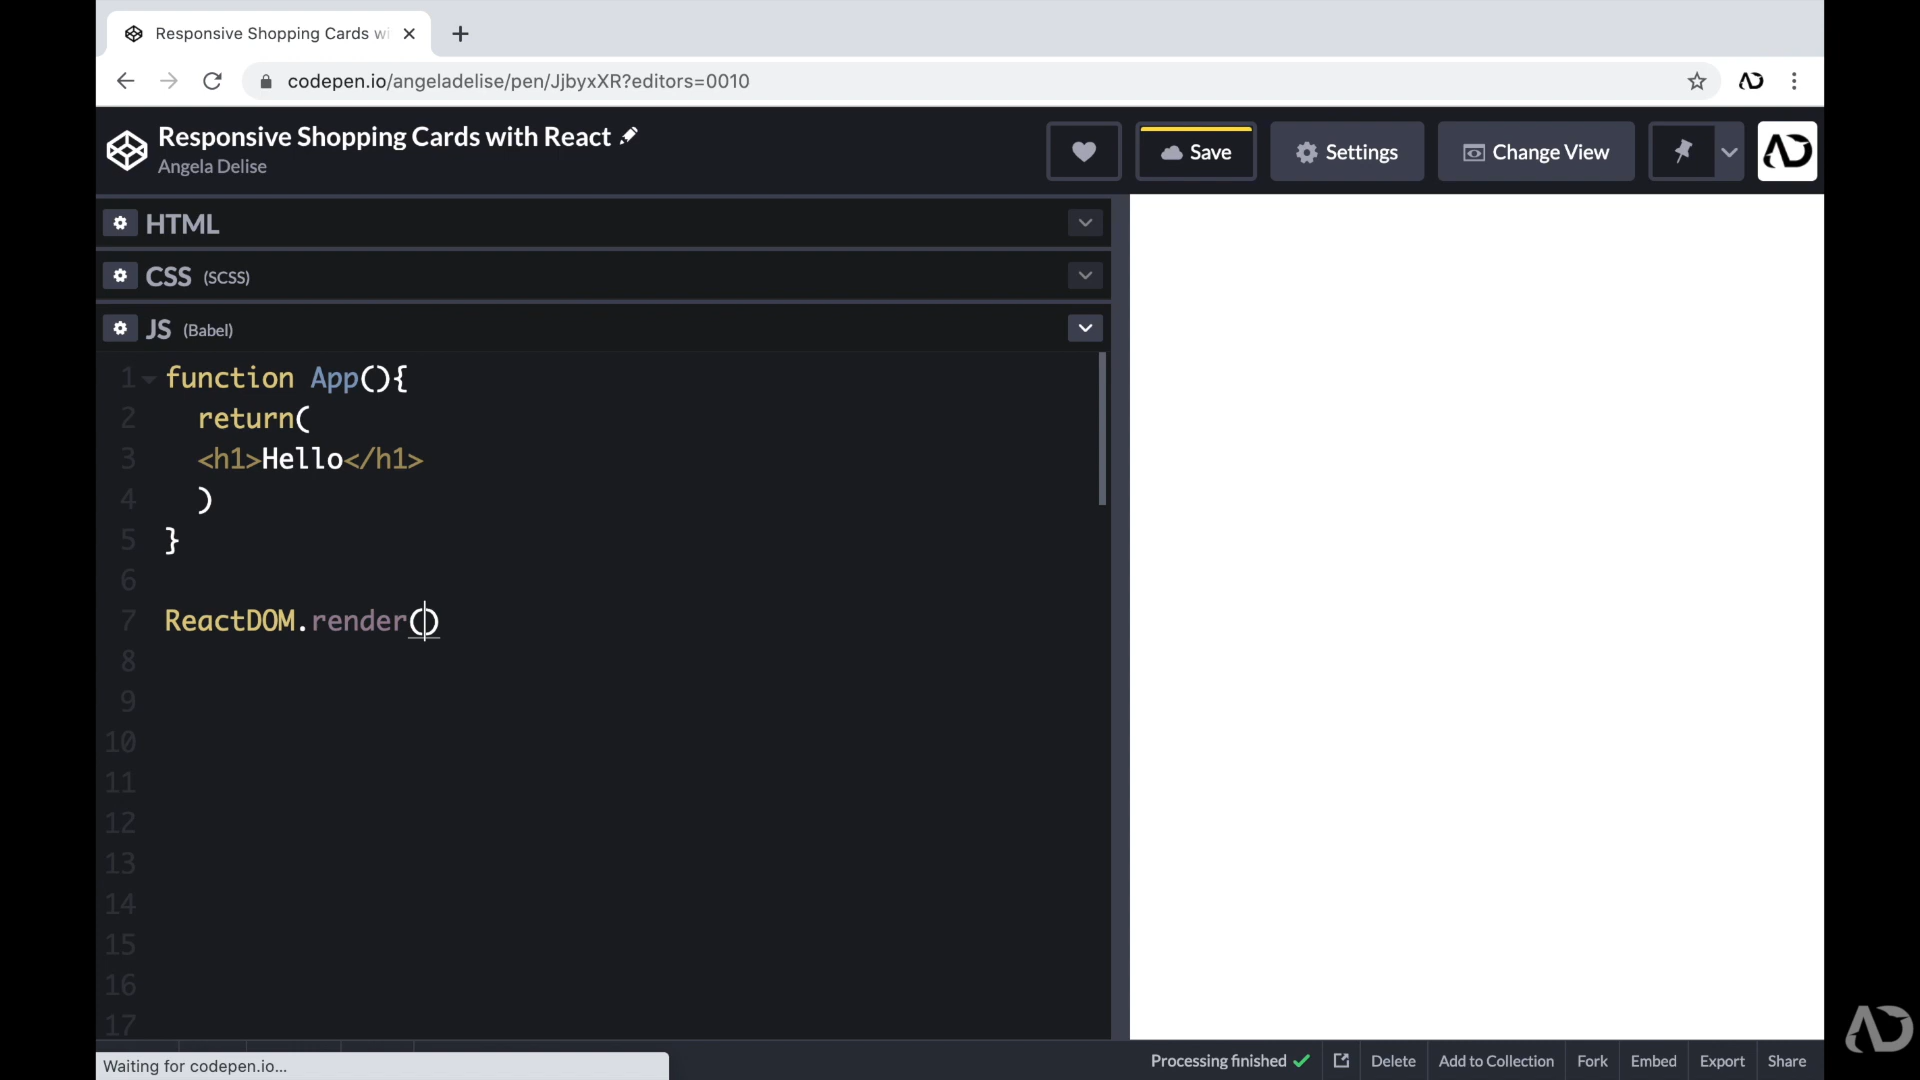 Responsive Shopping Cards wi
codepen.io/angeladelise/pen/JjbyxXR?editors=0010
Responsive Shopping Cards with React
Angela Delise
Save
Settings
Change View
HTML
CSS (SCSS)
JS (Babel)
1 function App(){
2 return(
3 <h1>Hello</h1>
4 )
5 }
6
7 ReactDOM.render()
8
9
10
11
12
13
14
15
16
17
Waiting for codepen.io...
Processing finished
Delete
Add to Collection
Fork
Embed
Export
Share